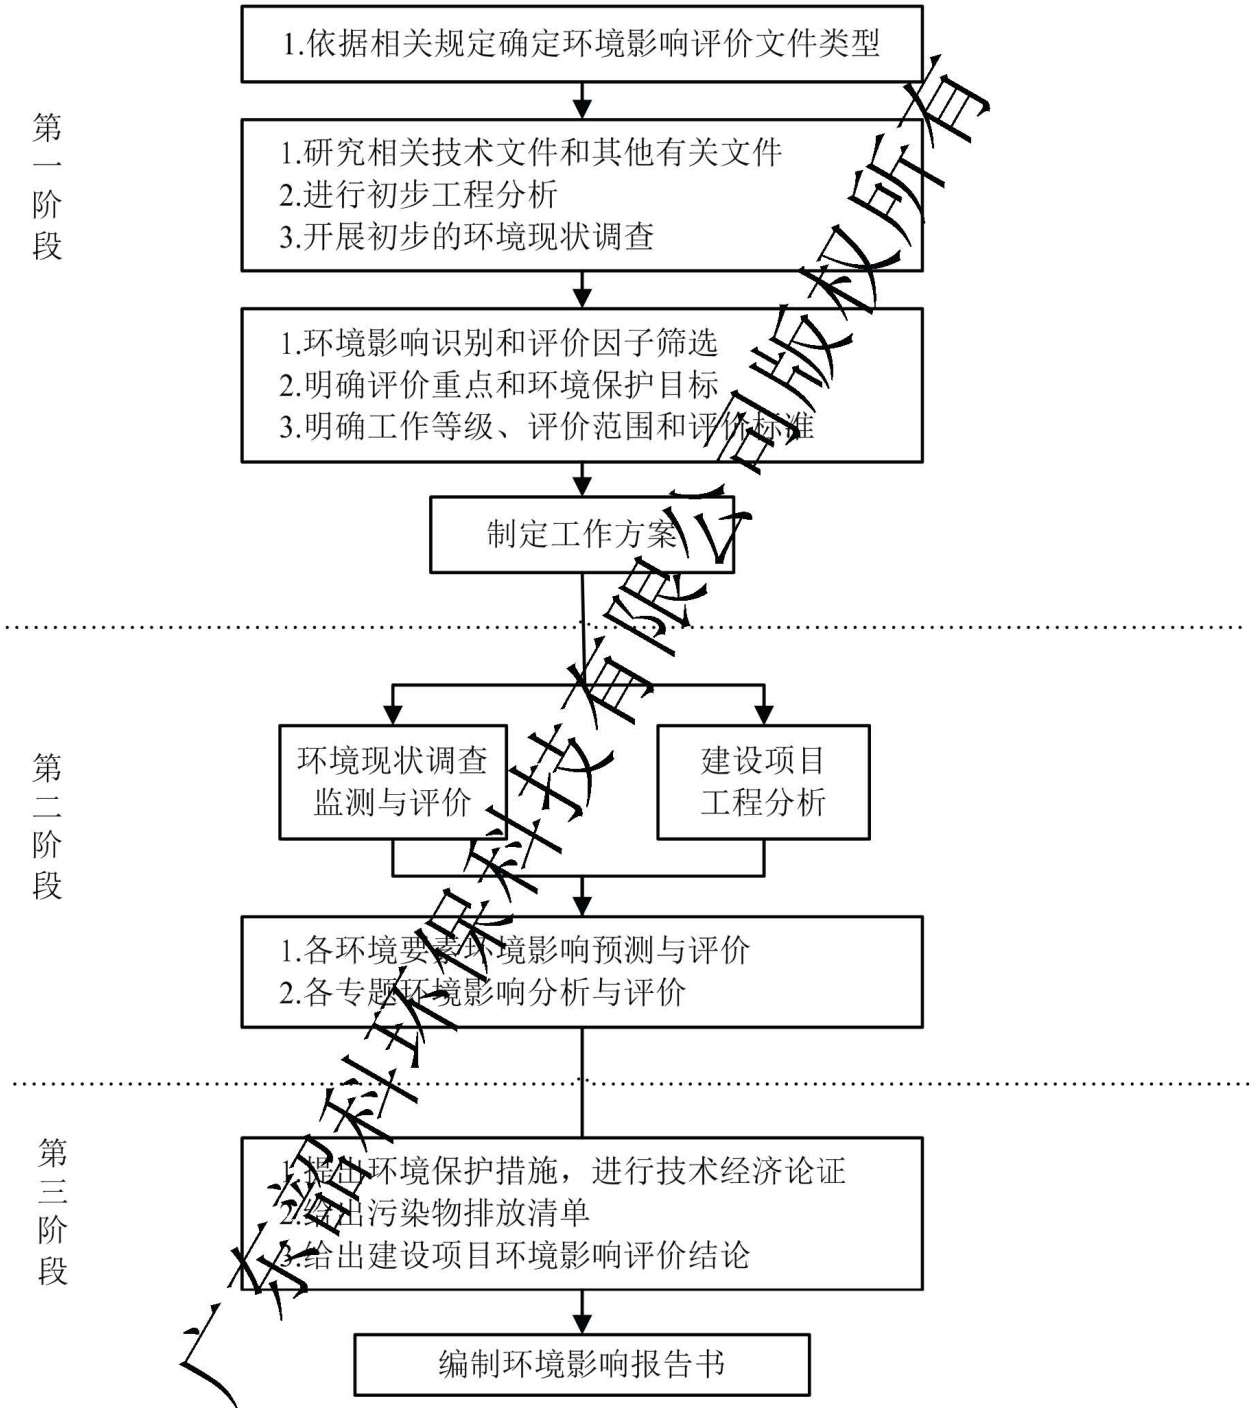 1.依据相关规定确定环境影响评价文件类型
第一阶段
1.研究相关技术文件和其他有关文件
2.进行初步工程分析
3.开展初步的环境现状调查
1.环境影响识别和评价因子筛选
2.明确评价重点和环境保护目标
3.明确工作等级、评价范围和评价标准
制定工作方案
第二阶段
环境现状调查
监测与评价
建设项目
工程分析
1.各环境要素环境影响预测与评价
2.各专题环境影响分析与评价
第三阶段
1.提出环境保护措施，进行技术经济论证
2.给出污染物排放清单
3.给出建设项目环境影响评价结论
编制环境影响报告书
广东韶科环保科技有限公司版权所有